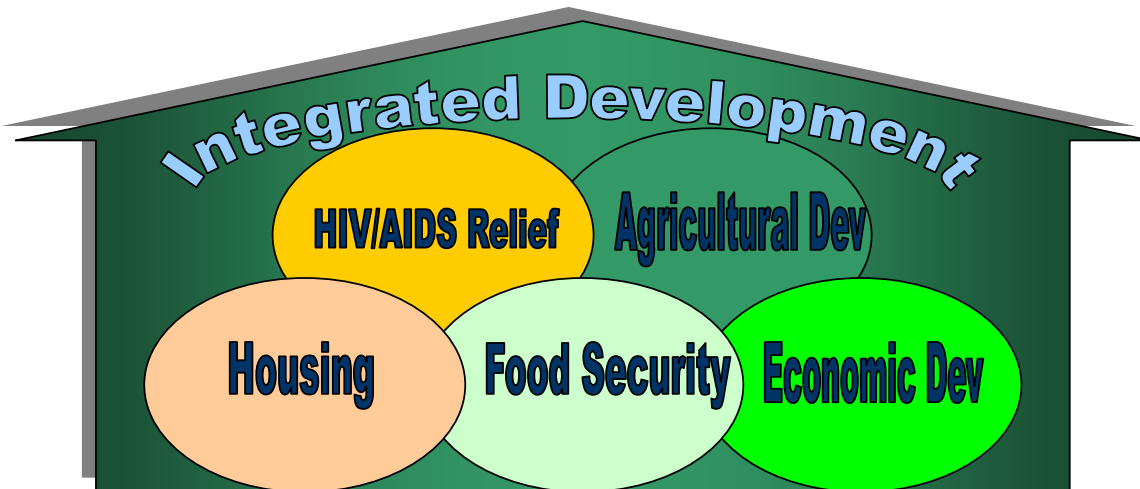 Integrated Development
HIV/AIDS Relief
Agricultural Dev
Housing
Food Security
Economic Dev